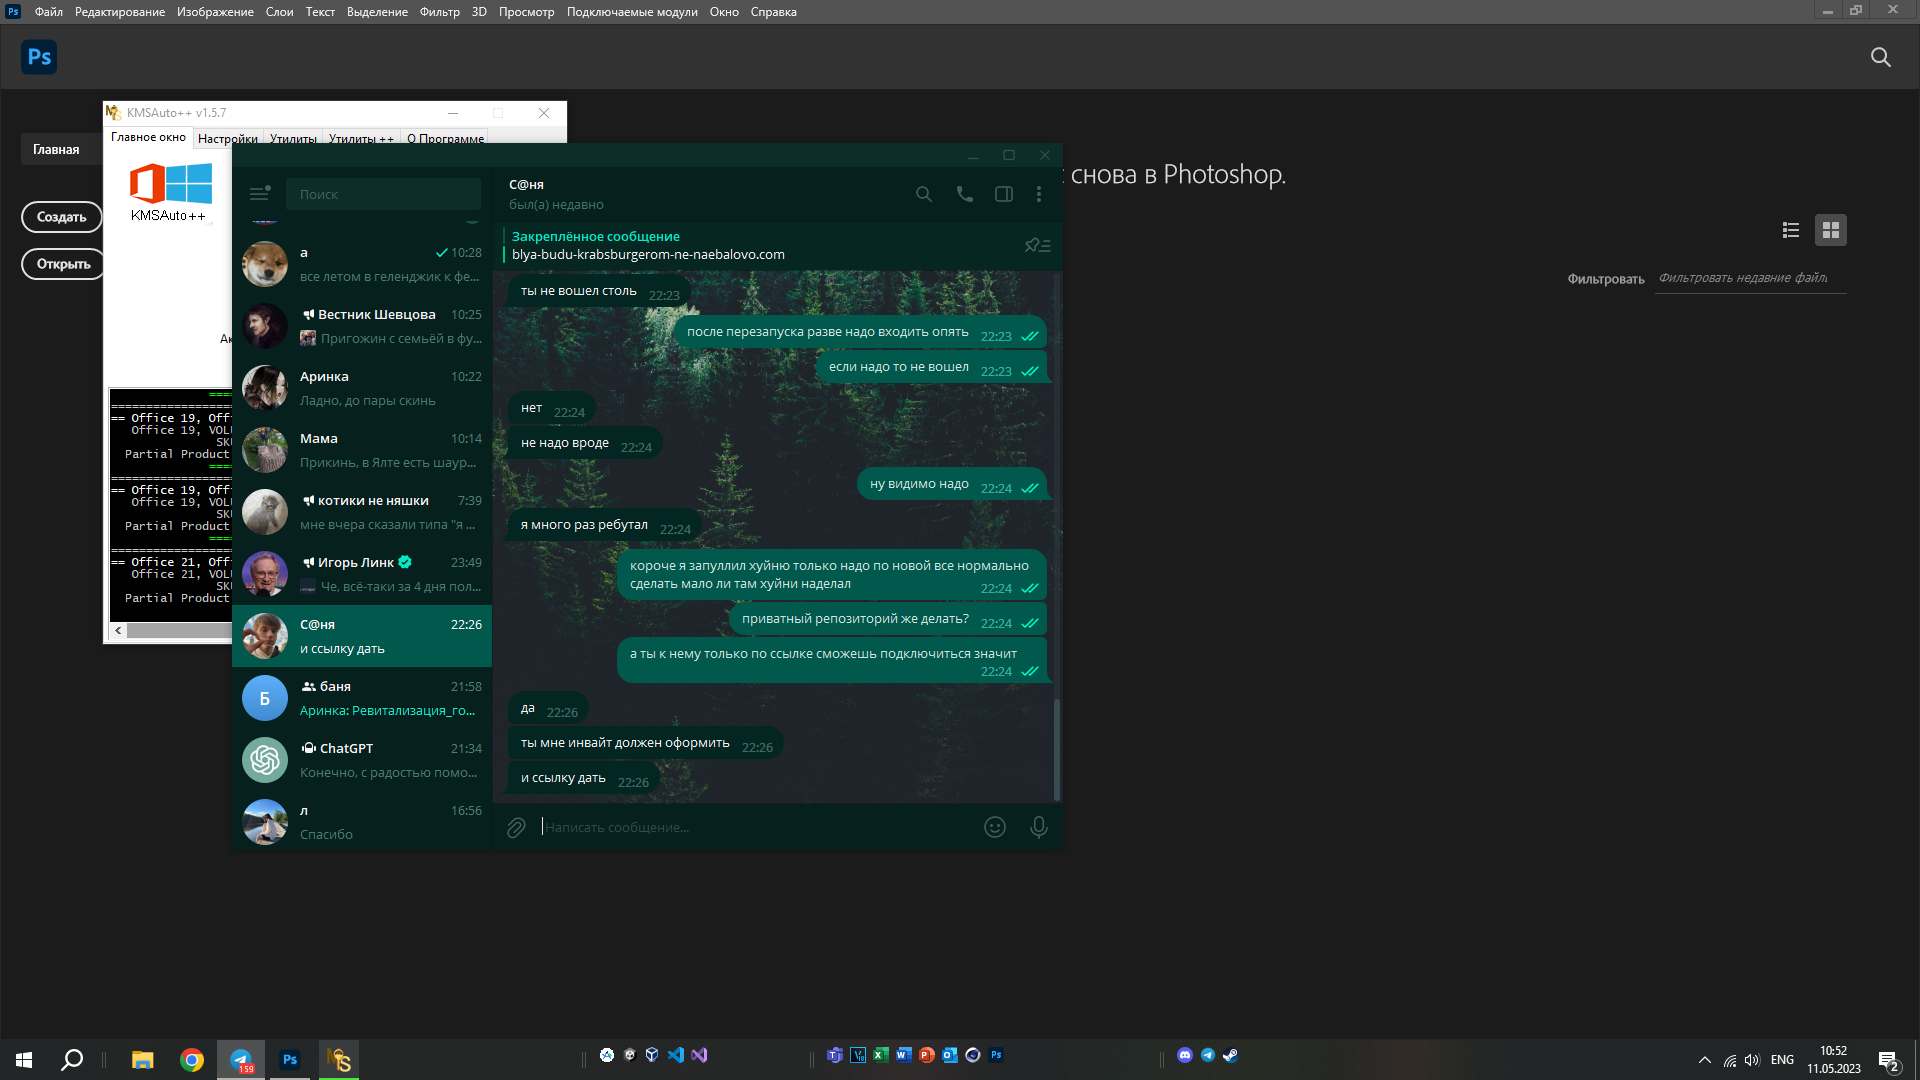 Ps Файл Редактирование Изображение Слои Текст Выделение Фильтр 3D Просмотр Подключаемые модули Окно Справка
Ps
KMSAuto++ v1.5.7
Главное окно Настройки Утилиты Утилиты ++ О Программе
KMSAuto++
Главная
Создать
Открыть
снова в Photoshop.
Фильтровать Фильтровать недавние файлы
== Office 19, Off
Office 19, VOL
SK
Partial Product
== Office 19, Off
Office 19, VOL
SK
Partial Product
== Office 21, Off
Office 21, VOL
SK
Partial Product
Поиск
а 10:28
все летом в геленджик к фе...
Вестник Шевцова 10:25
Пригожин с семьёй в фу...
Аринка 10:22
Ладно, до пары скинь
Мама 10:14
Прикинь, в Ялте есть шаур...
котики не няшки 7:39
мне вчера сказали типа "я ...
Игорь Линк 23:49
Че, всё-таки за 4 дня пол...
С@ня 22:26
и ссылку дать
Б
баня 21:58
Аринка: Ревитализация_го...
ChatGPT 21:34
Конечно, с радостью помо...
л 16:56
Спасибо
С@ня
был(а) недавно
Закреплённое сообщение
blya-budu-krabsburgerom-ne-naebalovo.com
ты не вошел столь 22:23
после перезапуска разве надо входить опять 22:23
если надо то не вошел 22:23
нет 22:24
не надо вроде 22:24
ну видимо надо 22:24
я много раз ребутал 22:24
короче я запуллил хуйню только надо по новой все нормально
сделать мало ли там хуйни наделал 22:24
приватный репозиторий же делать? 22:24
а ты к нему только по ссылке сможешь подключиться значит
22:24
да 22:26
ты мне инвайт должен оформить 22:26
и ссылку дать 22:26
Написать сообщение...
159
Ps
ENG
10:52
11.05.2023
2